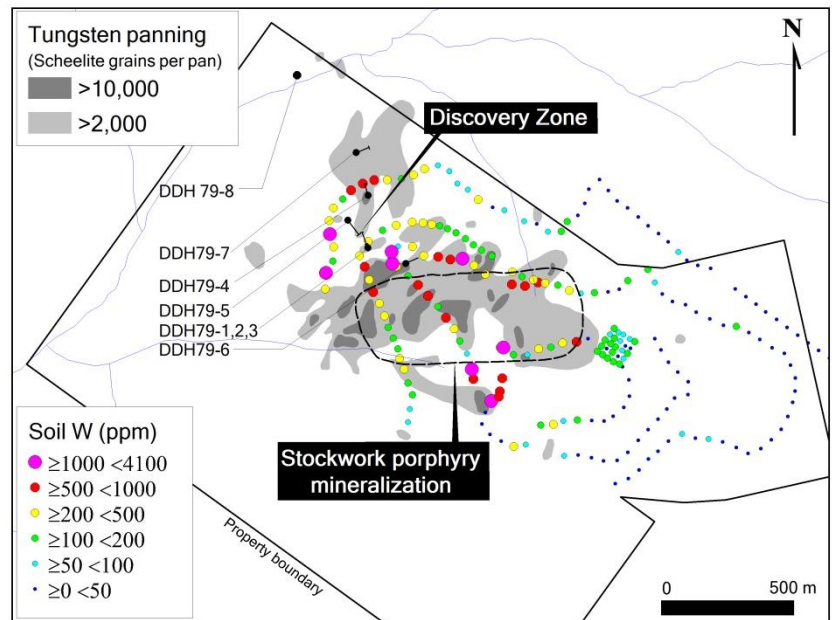 Tungsten panning
(Scheelite grains per pan)
>10,000
>2,000
N
Discovery Zone
DDH 79-8
DDH79-7
DDH79-4
DDH79-5
DDH79-1,2,3
DDH79-6
Stockwork porphyry
mineralization
Soil W (ppm)
≥1000 <4100
≥500 <1000
≥200 <500
≥100 <200
≥50 <100
≥0 <50
Property boundary
0 500 m